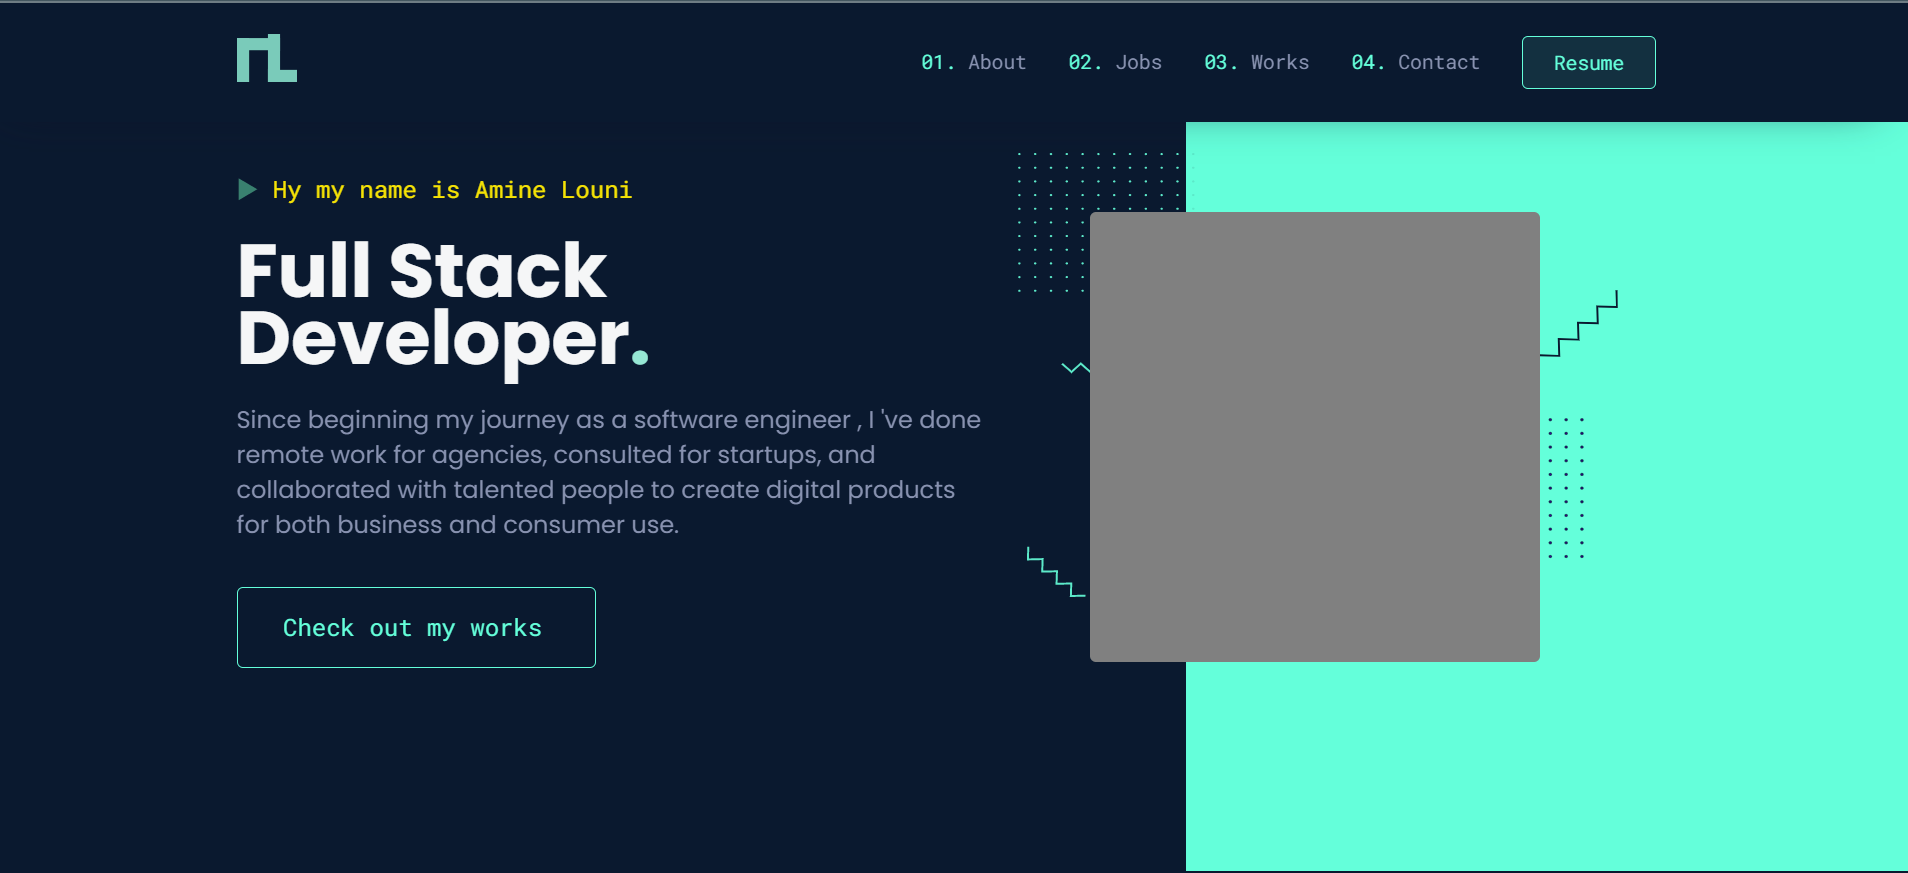 01. About 02. Jobs 03. Works 04. Contact Resume
Hy my name is Amine Louni
Full Stack
Developer.
Since beginning my journey as a software engineer , I 've done
remote work for agencies, consulted for startups, and
collaborated with talented people to create digital products
for both business and consumer use.
Check out my works